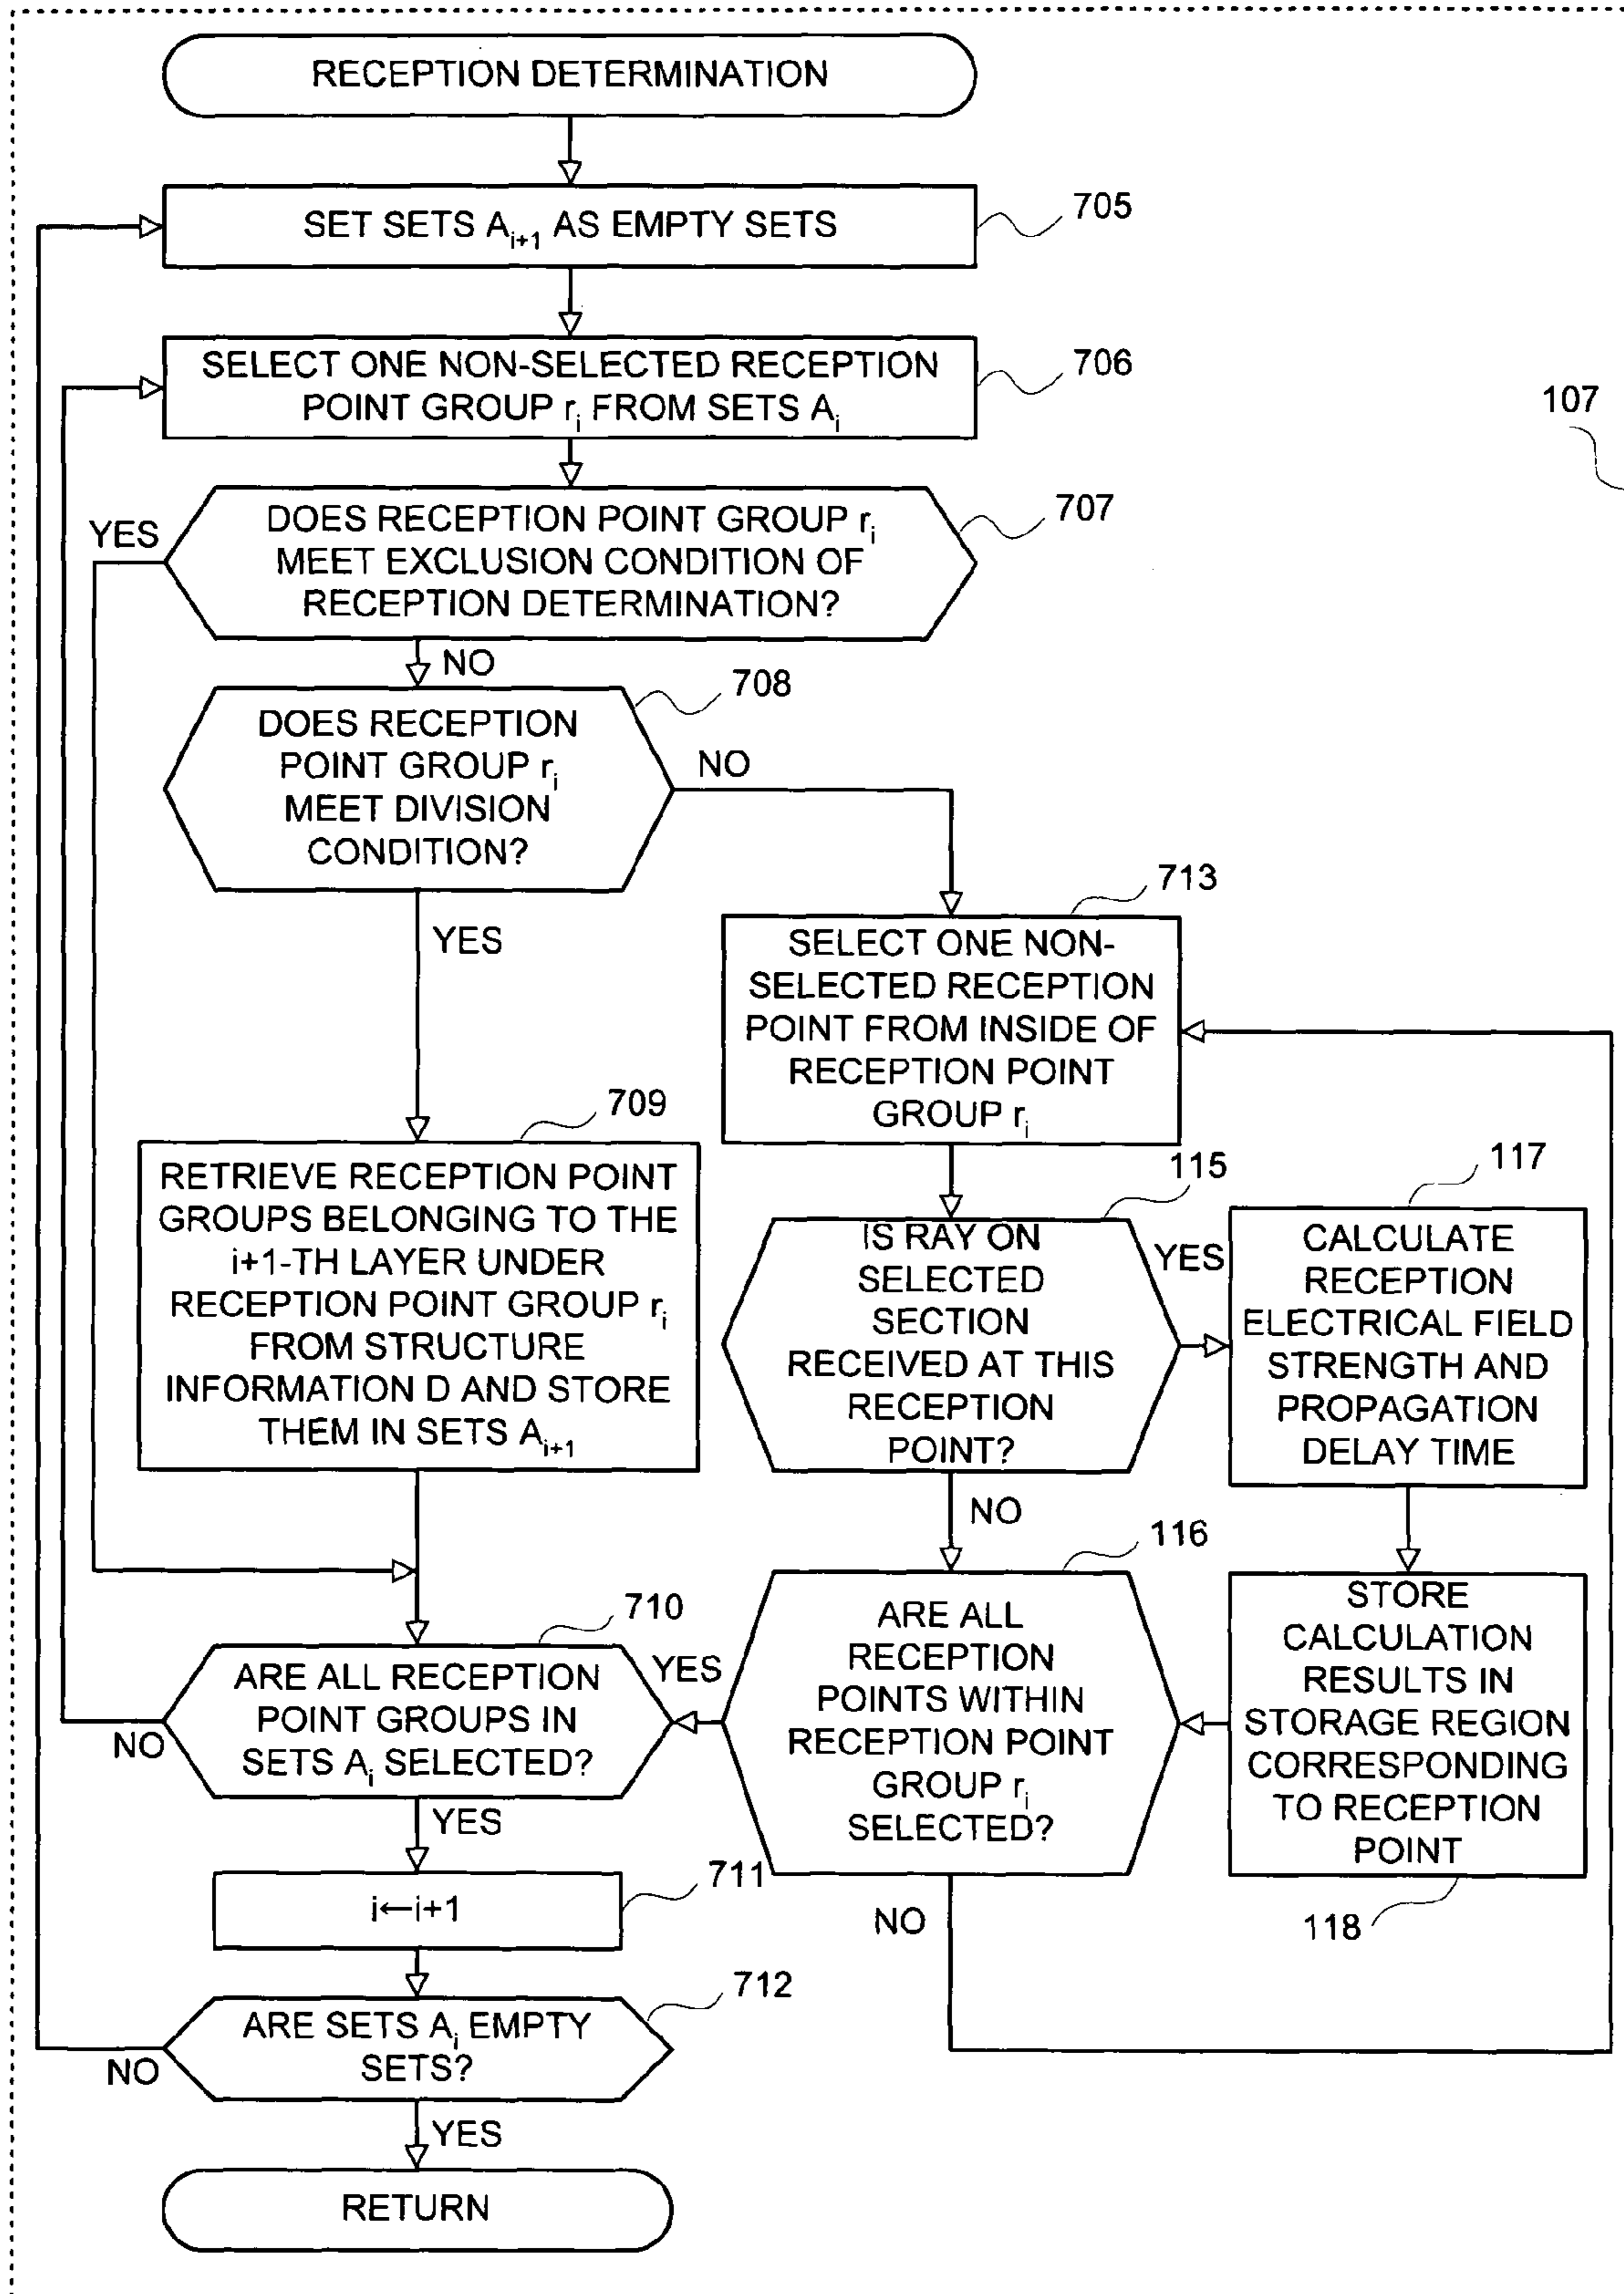 RECEPTION DETERMINATION
SET SETS Ai+1 AS EMPTY SETS
705
SELECT ONE NON-SELECTED RECEPTION
POINT GROUP ri FROM SETS Ai
706
107
DOES RECEPTION POINT GROUP ri
MEET EXCLUSION CONDITION OF
RECEPTION DETERMINATION?
707
YES
NO
DOES RECEPTION
POINT GROUP ri
MEET DIVISION
CONDITION?
708
NO
YES
713
SELECT ONE NON-
SELECTED RECEPTION
POINT FROM INSIDE OF
RECEPTION POINT
GROUP ri
709
RETRIEVE RECEPTION POINT
GROUPS BELONGING TO THE
i+1-TH LAYER UNDER
RECEPTION POINT GROUP ri
FROM STRUCTURE
INFORMATION D AND STORE
THEM IN SETS Ai+1
115
IS RAY ON
SELECTED
SECTION
RECEIVED AT THIS
RECEPTION
POINT?
YES
NO
117
CALCULATE
RECEPTION
ELECTRICAL FIELD
STRENGTH AND
PROPAGATION
DELAY TIME
116
ARE ALL
RECEPTION
POINTS WITHIN
RECEPTION POINT
GROUP ri
SELECTED?
YES
NO
STORE
CALCULATION
RESULTS IN
STORAGE REGION
CORRESPONDING
TO RECEPTION
POINT
118
710
ARE ALL RECEPTION
POINT GROUPS IN
SETS Ai SELECTED?
NO
YES
711
i←i+1
712
ARE SETS Ai EMPTY
SETS?
NO
YES
RETURN